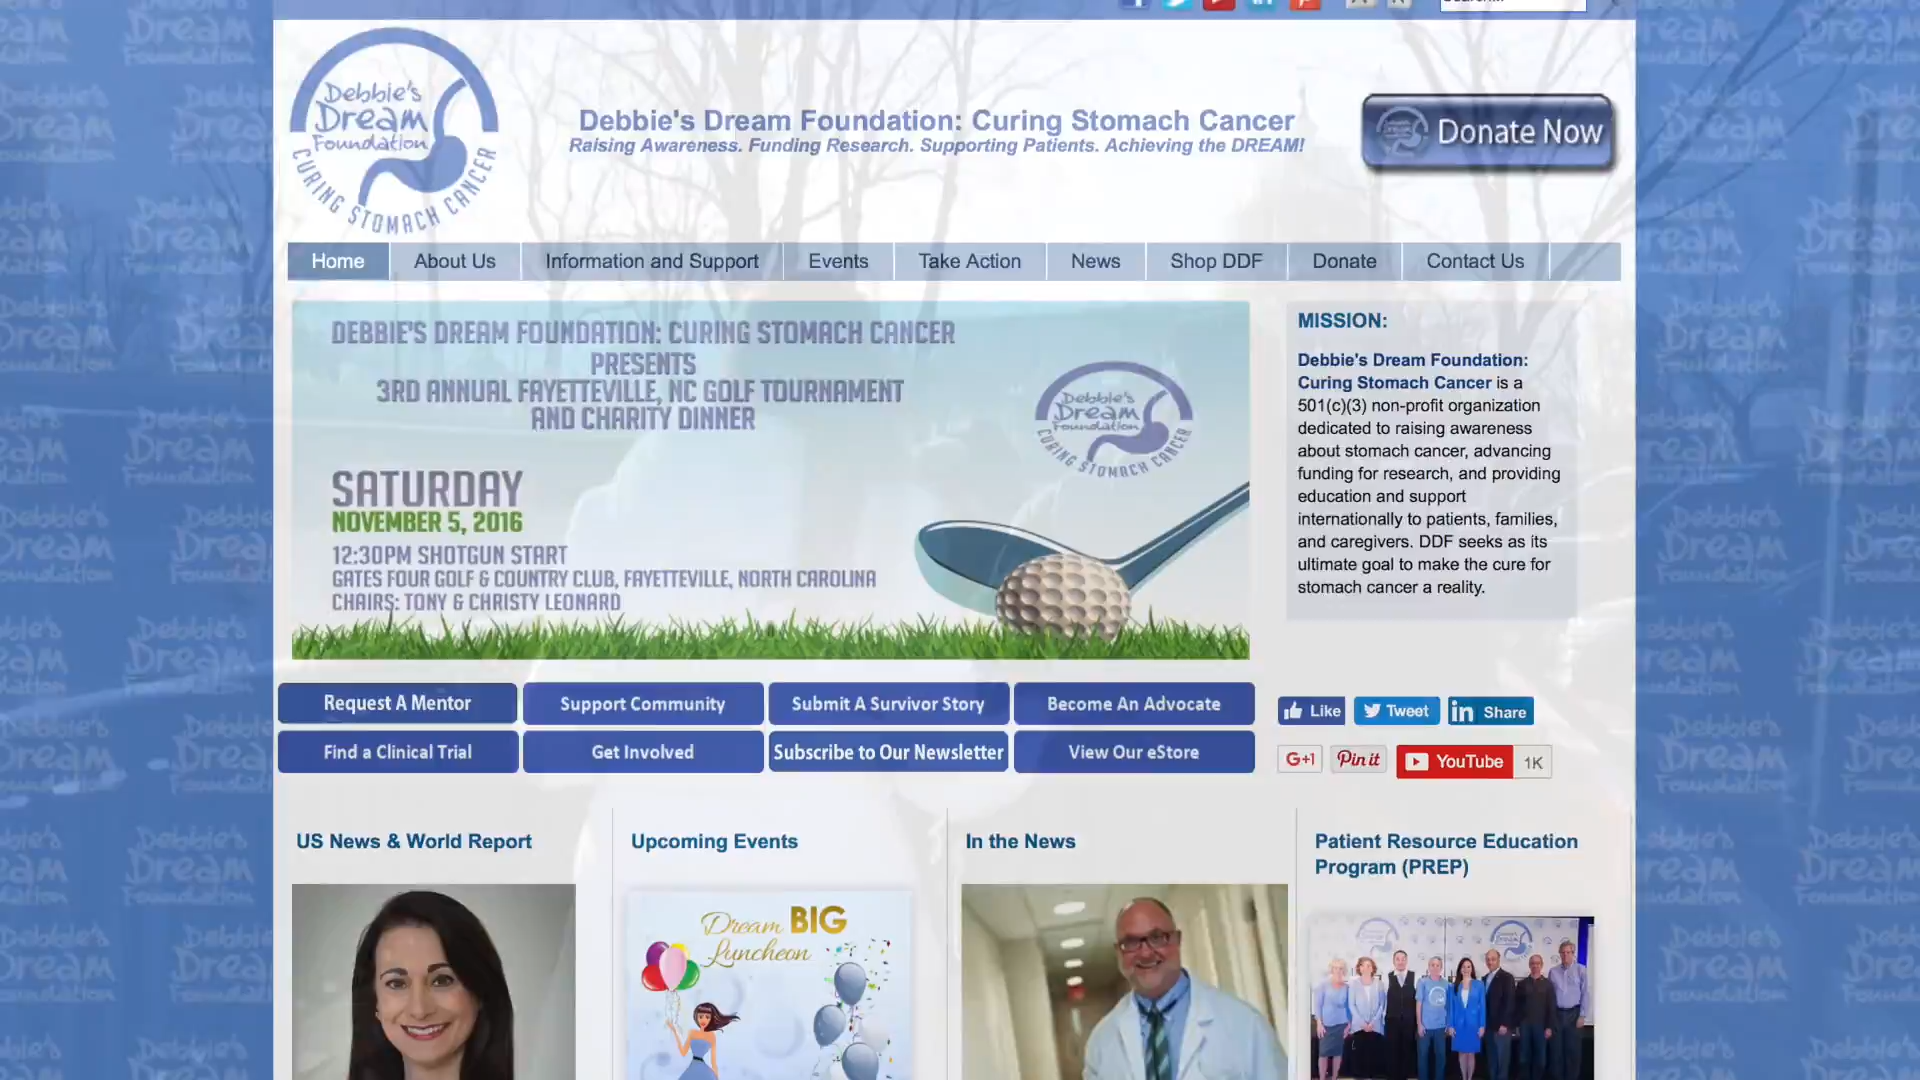 Debbie's
Dream
Foundation
CURING STOMACH CANCER
Debbie's Dream Foundation: Curing Stomach Cancer
Raising Awareness. Funding Research. Supporting Patients. Achieving the DREAM!
Donate Now
Home
About Us
Information and Support
Events
Take Action
News
Shop DDF
Donate
Contact Us
DEBBIE'S DREAM FOUNDATION: CURING STOMACH CANCER
PRESENTS
3RD ANNUAL FAYETTEVILLE, NC GOLF TOURNAMENT
AND CHARITY DINNER
SATURDAY
NOVEMBER 5, 2016
12:30PM SHOTGUN START
GATES FOUR GOLF & COUNTRY CLUB, FAYETTEVILLE, NORTH CAROLINA
CHAIRS: TONY & CHRISTY LEONARD
Debbie's
Dream
Foundation
CURING STOMACH CANCER
MISSION:
Debbie's Dream Foundation:
Curing Stomach Cancer is a
501(c)(3) non-profit organization
dedicated to raising awareness
about stomach cancer, advancing
funding for research, and providing
education and support
internationally to patients, families,
and caregivers. DDF seeks as its
ultimate goal to make the cure for
stomach cancer a reality.
Request A Mentor
Support Community
Submit A Survivor Story
Become An Advocate
Find a Clinical Trial
Get Involved
Subscribe to Our Newsletter
View Our eStore
Like
Tweet
in Share
G+1
Pin it
YouTube
1K
US News & World Report
Upcoming Events
In the News
Patient Resource Education
Program (PREP)
Dream BIG
Luncheon